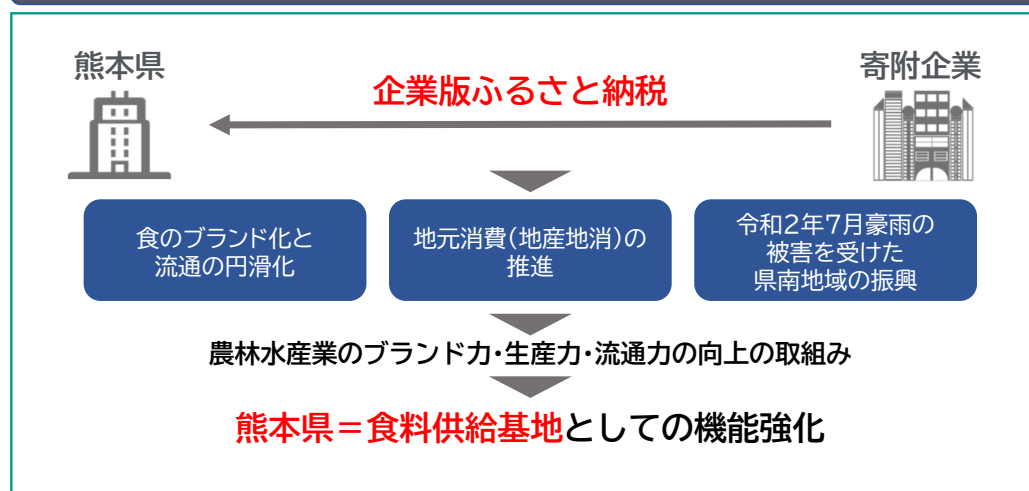 熊本県
寄附企業
企業版ふるさと納税
食のブランド化と
流通の円滑化
地元消費(地産地消)の
推進
令和2年7月豪雨の
被害を受けた
県南地域の振興
農林水産業のブランド力・生産力・流通力の向上の取組み
熊本県＝食料供給基地としての機能強化